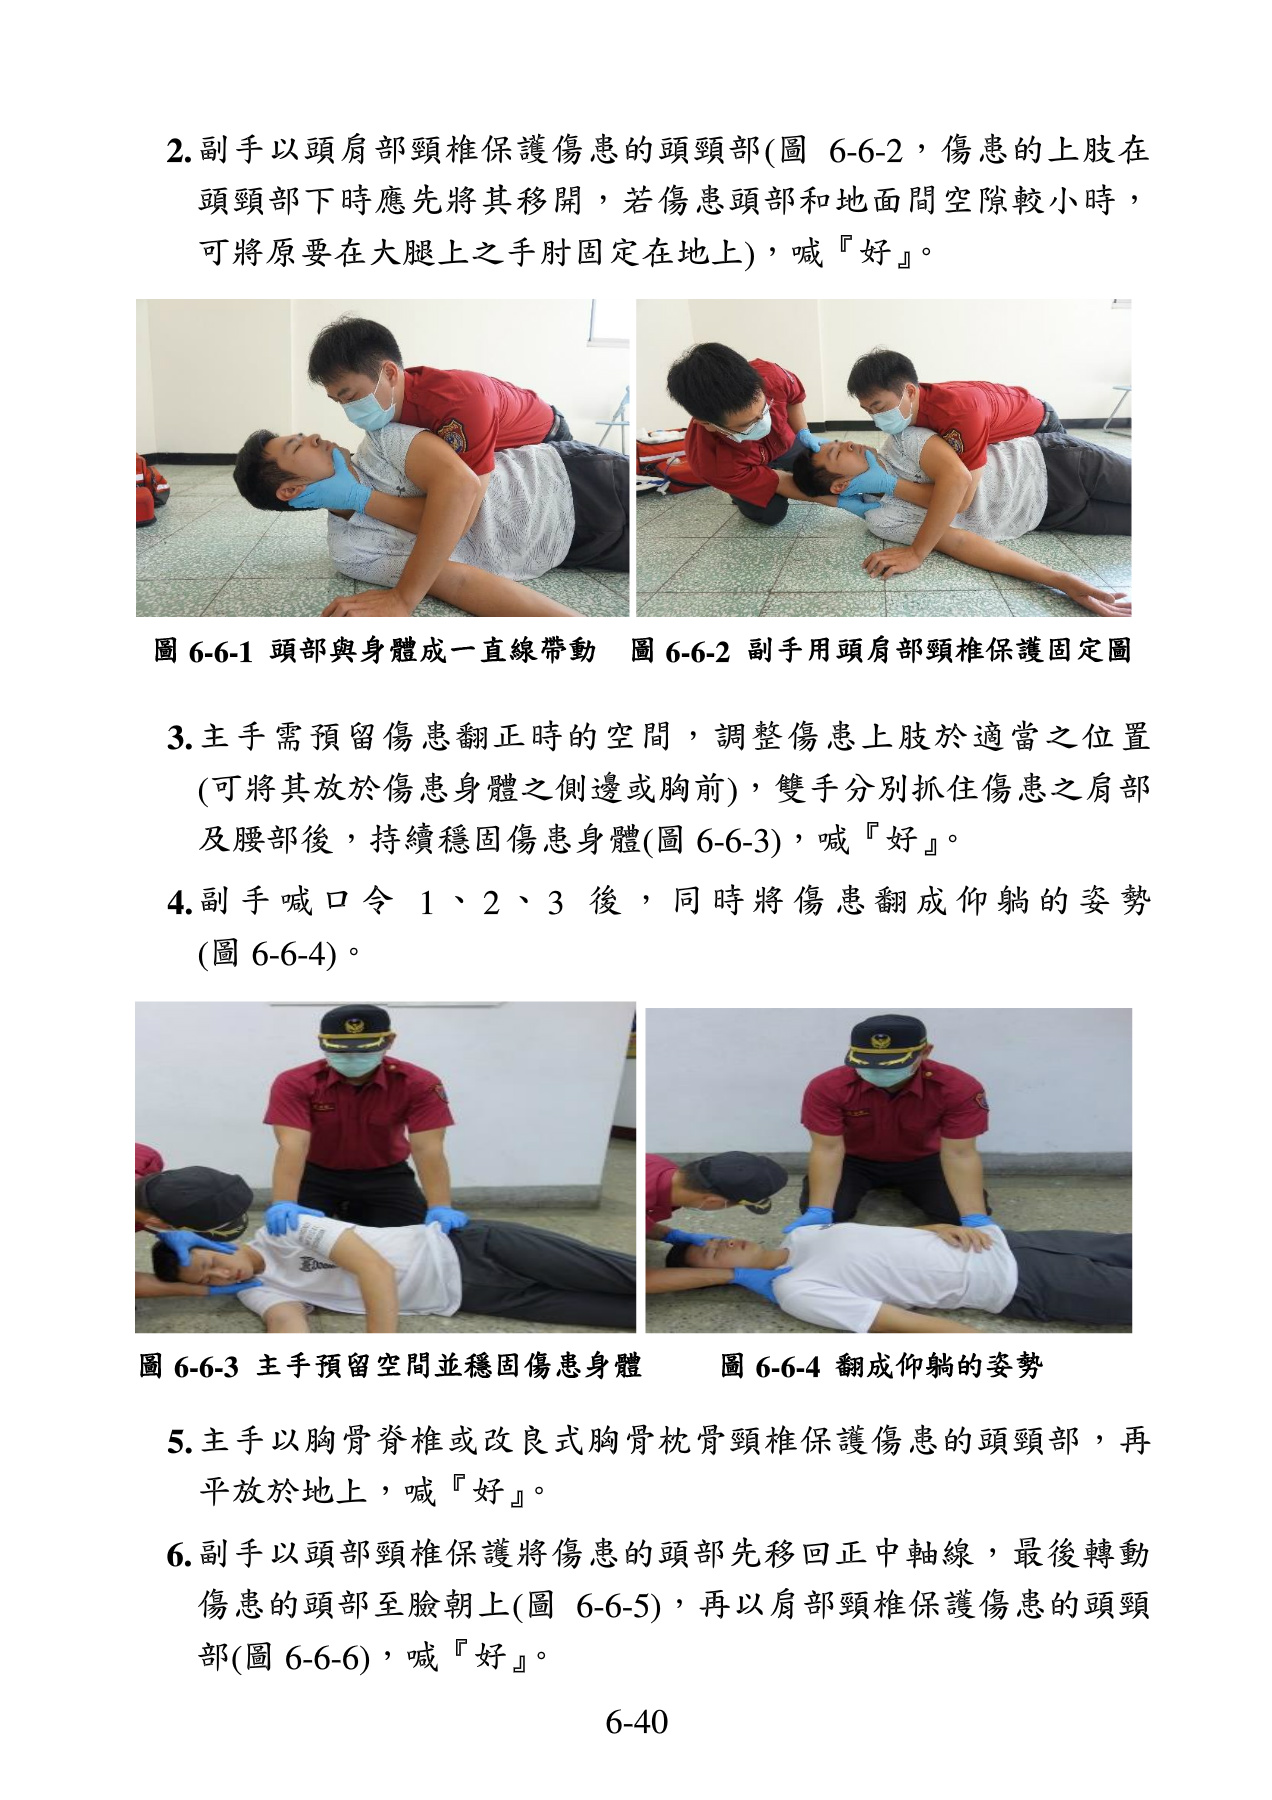 2.副手以頭肩部頸椎保護傷患的頭頸部(圖 6-6-2，傷患的上肢在
頭頸部下時應先將其移開，若傷患頭部和地面間空隙較小時，
可將原要在大腿上之手肘固定在地上)，喊『好』。
圖 6-6-1 頭部與身體成一直線帶動
圖 6-6-2 副手用頭肩部頸椎保護固定圖
3.主手需預留傷患翻正時的空間，調整傷患上肢於適當之位置
(可將其放於傷患身體之側邊或胸前)，雙手分別抓住傷患之肩部
及腰部後，持續穩固傷患身體(圖 6-6-3)，喊『好』。
4.副手喊口令 1、2、3 後，同時將傷患翻成仰躺的姿勢
(圖 6-6-4)。
圖 6-6-3 主手預留空間並穩固傷患身體
圖 6-6-4 翻成仰躺的姿勢
5.主手以胸骨脊椎或改良式胸骨枕骨頸椎保護傷患的頭頸部，再
平放於地上，喊『好』。
6.副手以頭部頸椎保護將傷患的頭部先移回正中軸線，最後轉動
傷患的頭部至臉朝上(圖 6-6-5)，再以肩部頸椎保護傷患的頭頸
部(圖 6-6-6)，喊『好』。
6-40